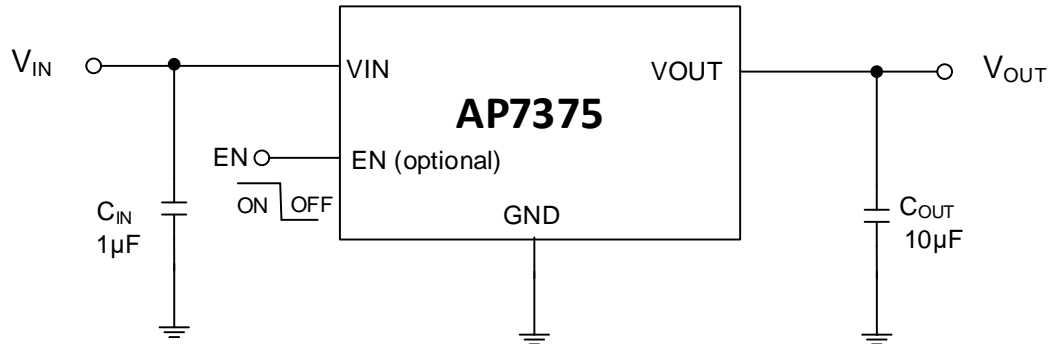 VIN
VIN
VOUT
VOUT
AP7375
EN
EN (optional)
ON
OFF
GND
CIN
1µF
COUT
10µF